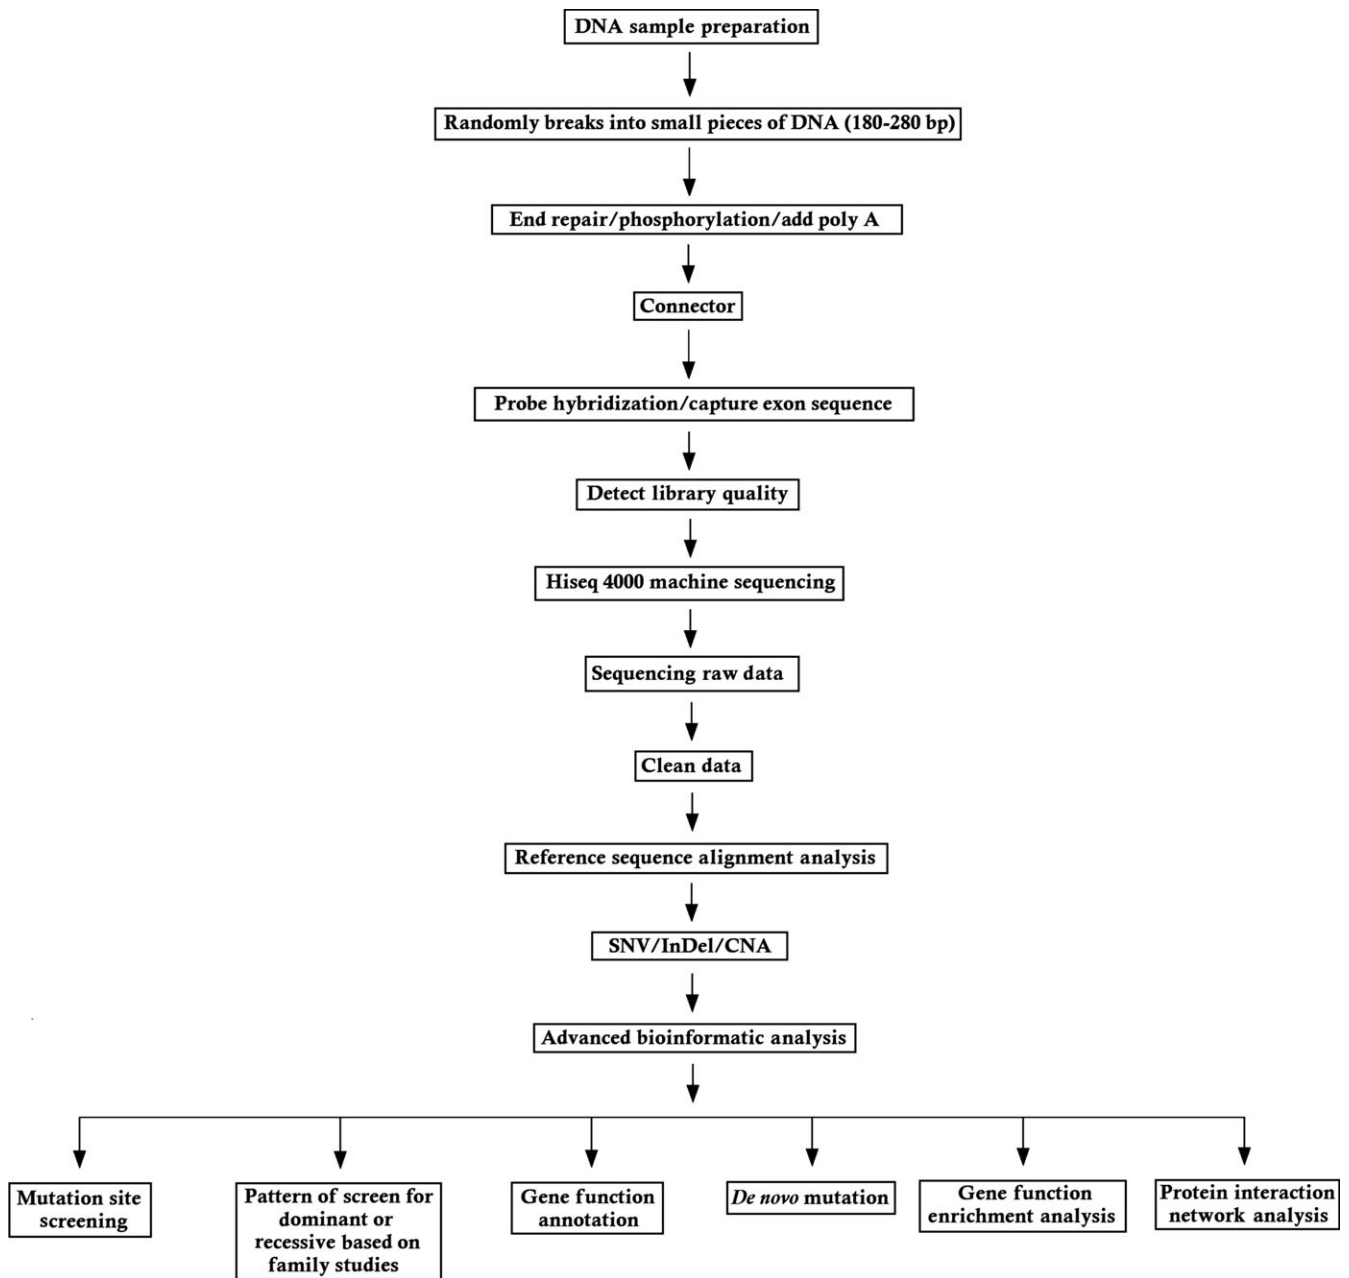 DNA sample preparation
Randomly breaks into small pieces of DNA (180-280 bp)
End repair/phosphorylation/add poly A
Connector
Probe hybridization/capture exon sequence
Detect library quality
Hiseq 4000 machine sequencing
Sequencing raw data
Clean data
Reference sequence alignment analysis
SNV/InDel/CNA
Advanced bioinformatic analysis
Mutation site
screening
Pattern of screen for
dominant or
recessive based on
family studies
Gene function
annotation
De novo mutation
Gene function
enrichment analysis
Protein interaction
network analysis